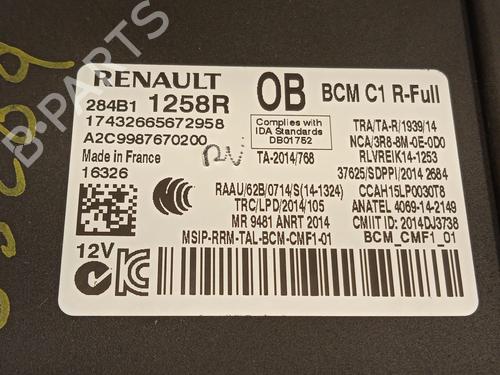 B-PARTS
RENAULT
284B1 1258R
17432665672958
A2C9987670200
Made in France
16326
12V
OB
Complies with
IDA Standards
DB01752
TA-2014/768
BCM C1 R-Full
TRA/TA-R/1939/14
NCA/3R8-8M-0E-0D0
RLVREIK14-1253
37625/SDPPI/2014 2684
RAAU/62B/0714/S(14-1324)
CCAH15LP0030T8
TRC/LPD/2014/105
ANATEL 4069-14-2149
MR 9481 ANRT 2014
CMIIT ID: 2014DJ3738
MSIP-RRM-TAL-BCM-CMF1-01
BCM_CMF1_01